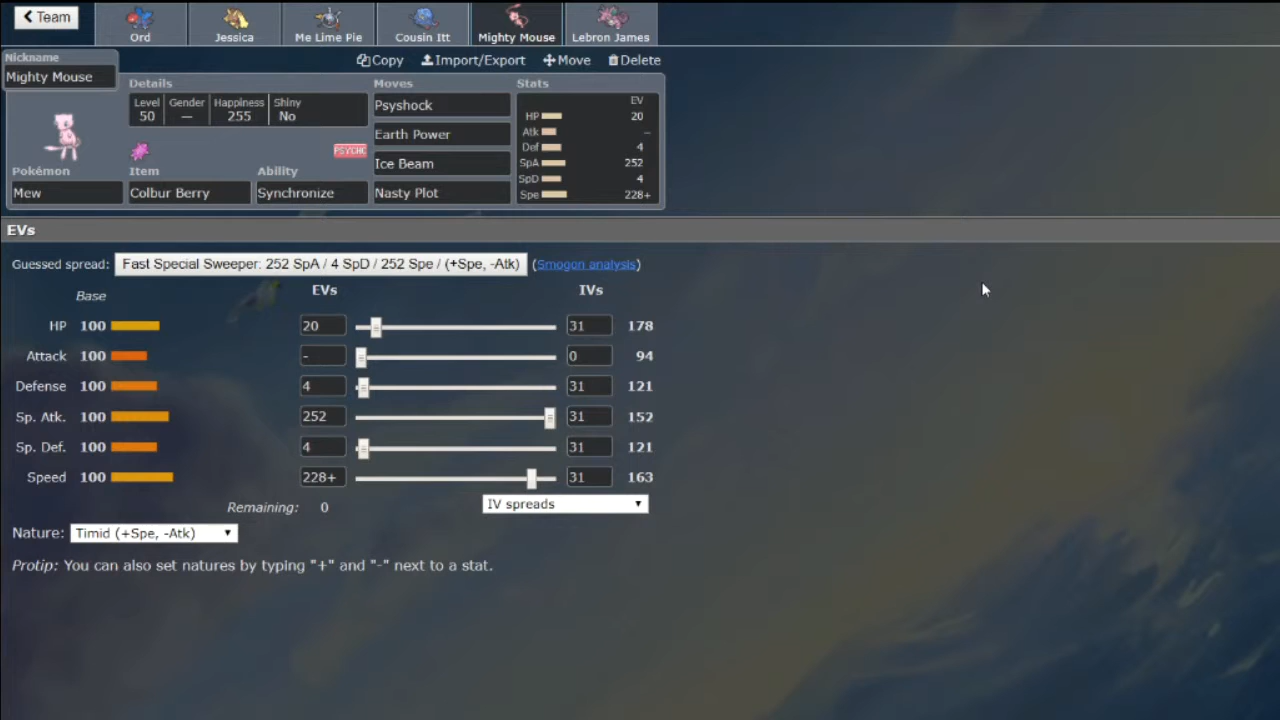 Team
Ord
Jessica
Me Lime Pie
Cousin Itt
Mighty Mouse
Lebron James
Nickname
Mighty Mouse
Copy
Import/Export
Move
Delete
Details
Moves
Stats
Level
Gender
Happiness
Shiny
50
—
255
No
PSYCHC
Pokémon
Mew
Item
Colbur Berry
Ability
Synchronize
Psyshock
Earth Power
Ice Beam
Nasty Plot
EV
HP 20
Atk –
Def 4
SpA 252
SpD 4
Spe 228+
EVs
Guessed spread: Fast Special Sweeper: 252 SpA / 4 SpD / 252 Spe / (+Spe, -Atk) (Smogon analysis)
Base EVs IVs
HP 100 20 31 178
Attack 100 - 0 94
Defense 100 4 31 121
Sp. Atk. 100 252 31 152
Sp. Def. 100 4 31 121
Speed 100 228+ 31 163
Remaining: 0
IV spreads
Nature: Timid (+Spe, -Atk)
Protip: You can also set natures by typing "+" and "-" next to a stat.